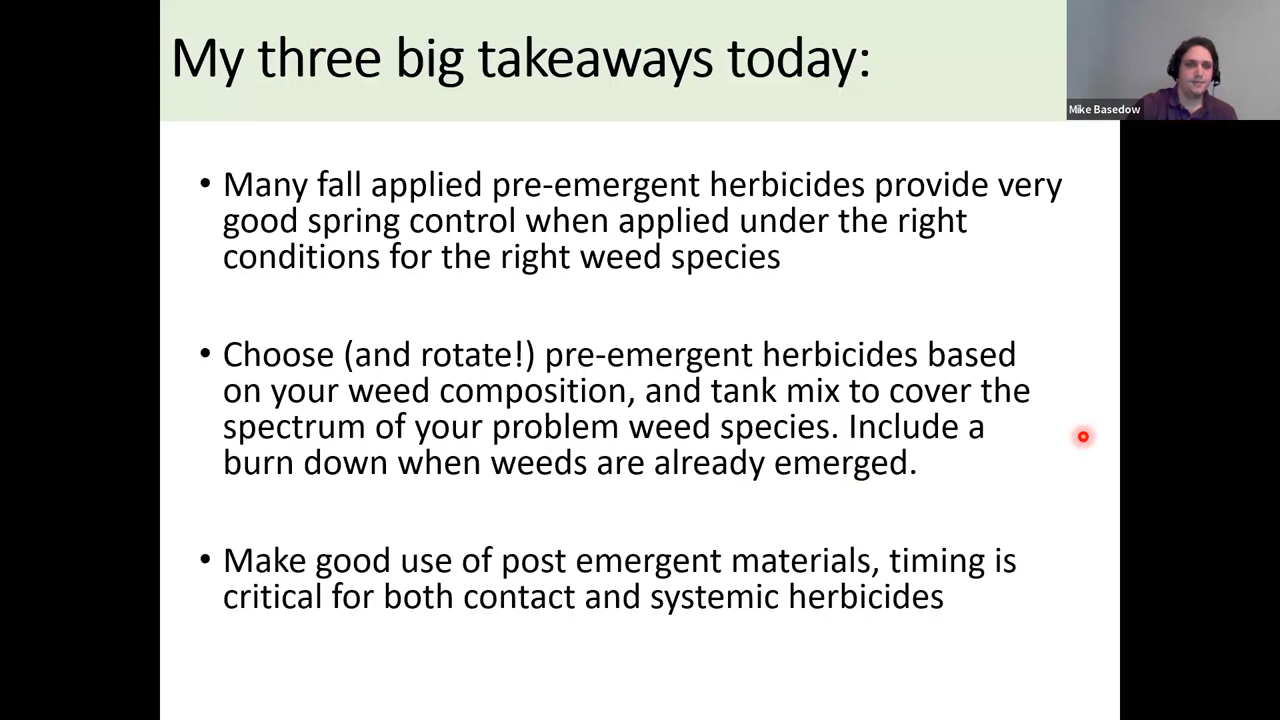 My three big takeaways today:
Mike Basedow
• Many fall applied pre-emergent herbicides provide very
good spring control when applied under the right
conditions for the right weed species
• Choose (and rotate!) pre-emergent herbicides based
on your weed composition, and tank mix to cover the
spectrum of your problem weed species. Include a
burn down when weeds are already emerged.
• Make good use of post emergent materials, timing is
critical for both contact and systemic herbicides